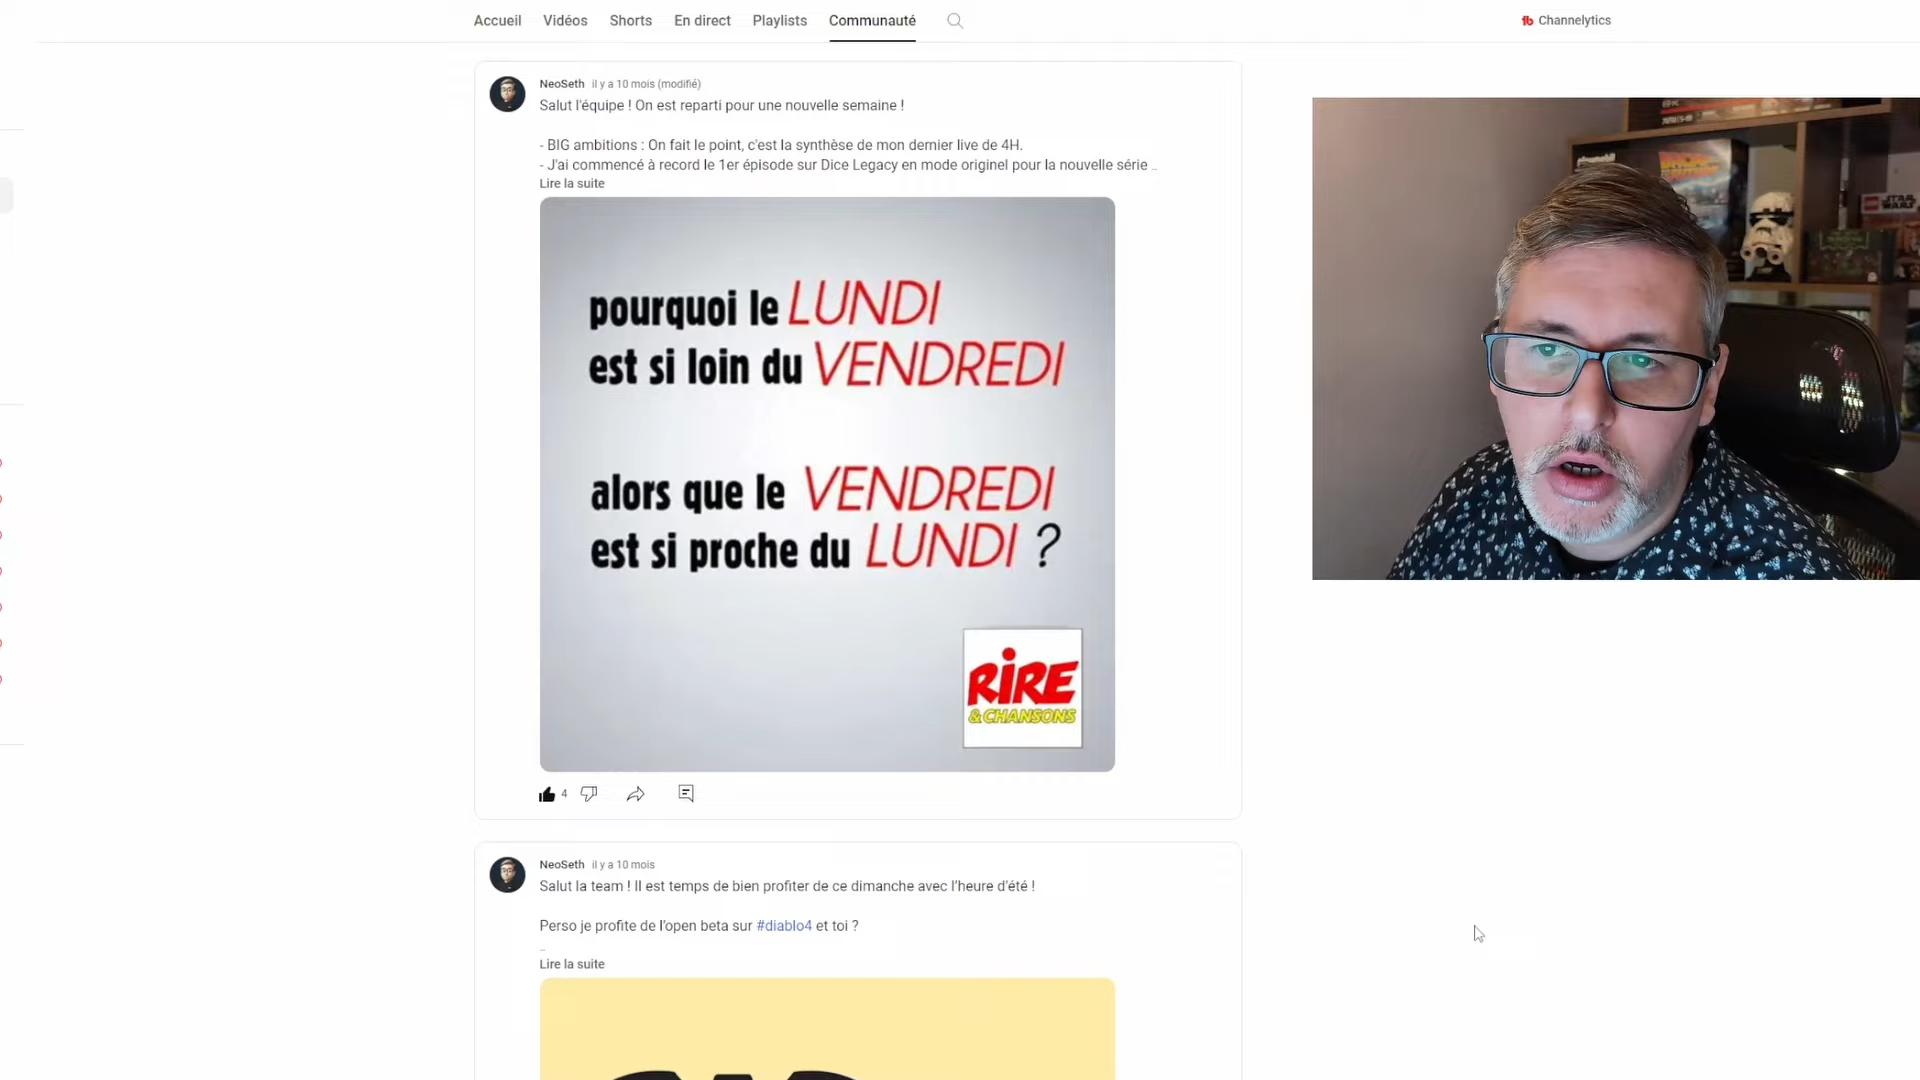 Accueil Vidéos Shorts En direct Playlists Communauté
Channelytics
NeoSeth il y a 10 mois (modifié)
Salut l'équipe ! On est reparti pour une nouvelle semaine !
- BIG ambitions : On fait le point, c'est la synthèse de mon dernier live de 4H.
- J'ai commencé à record le 1er épisode sur Dice Legacy en mode originel pour la nouvelle série ...
Lire la suite
pourquoi le LUNDI
est si loin du VENDREDI
alors que le VENDREDI
est si proche du LUNDI ?
RIRE
& CHANSONS
4
NeoSeth il y a 10 mois
Salut la team ! Il est temps de bien profiter de ce dimanche avec l'heure d'été !
Perso je profite de l'open beta sur #diablo4 et toi ?
...
Lire la suite
STAR
WARS